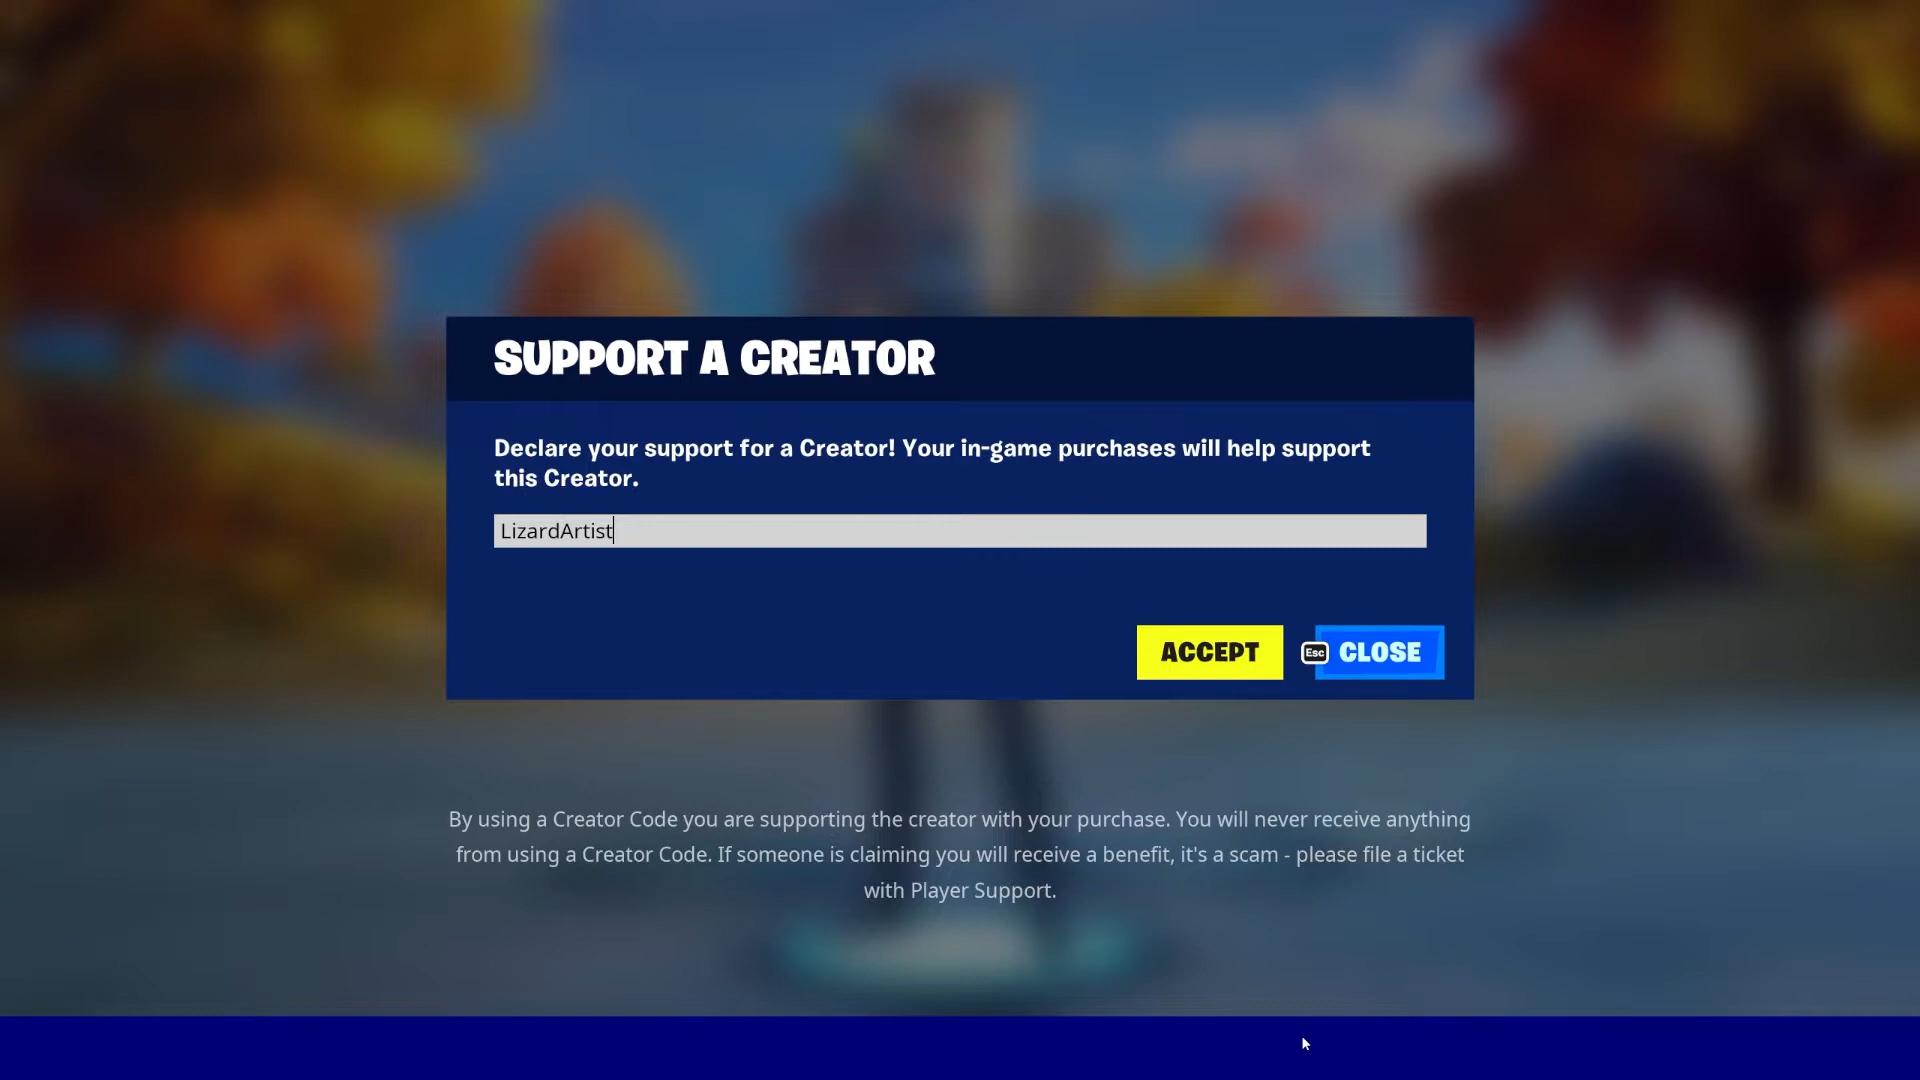 SUPPORT A CREATOR
Declare your support for a Creator! Your in-game purchases will help support
this Creator.
LizardArtist
ACCEPT
Esc CLOSE
By using a Creator Code you are supporting the creator with your purchase. You will never receive anything
from using a Creator Code. If someone is claiming you will receive a benefit, it's a scam - please file a ticket
with Player Support.